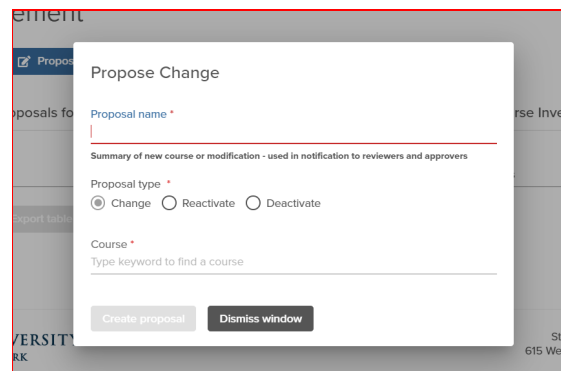 ement
Propos
Propose Change
Proposal name *
Summary of new course or modification - used in notification to reviewers and approvers
Proposal type *
Change Reactivate Deactivate
Course *
Type keyword to find a course
Create proposal Dismiss window
oposals fo
rse Inve
Export table
VERSITY
RK
St
615 We